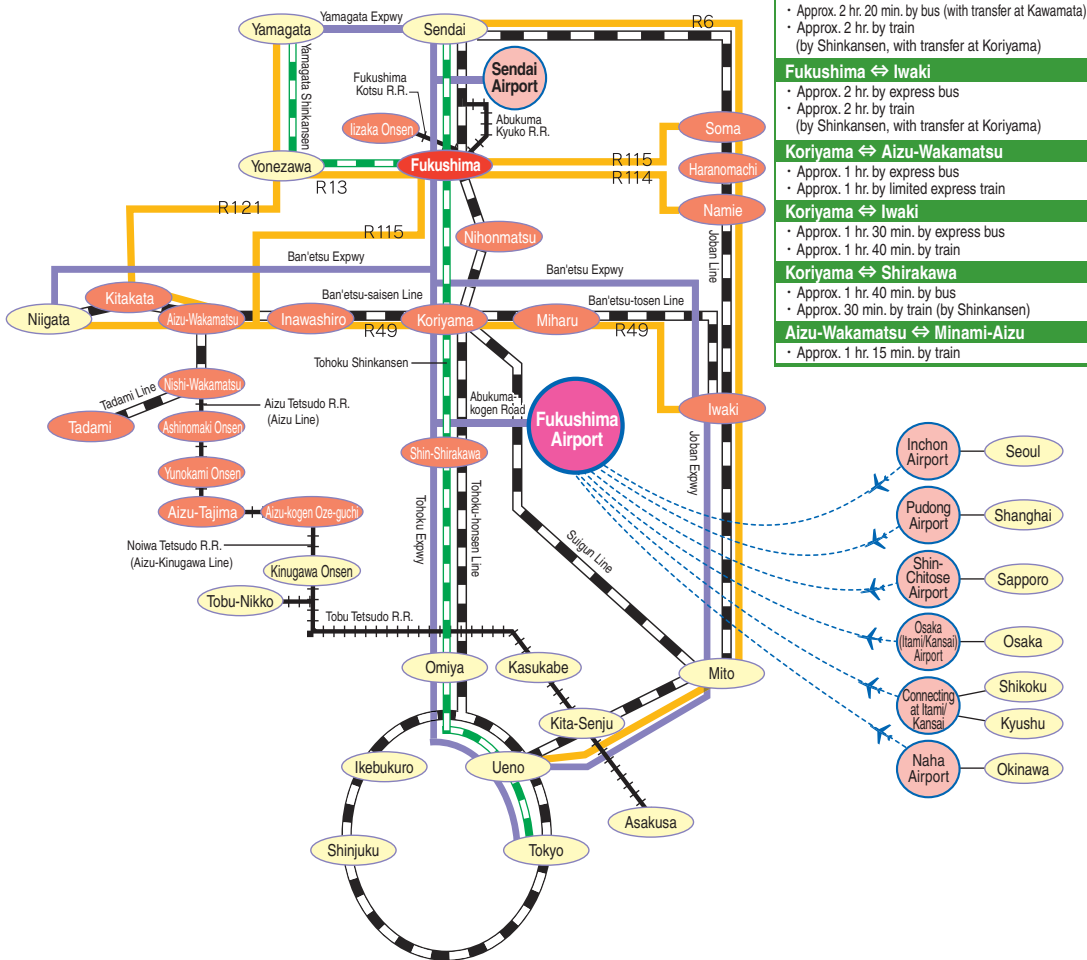 Yamagata Expwy
R6
Yamagata
Sendai
Yamagata Shinkansen
Fukushima
Kotsu R.R.
Sendai
Airport
Iizaka Onsen
Abukuma
Kyuko R.R.
Soma
Yonezawa
Fukushima
R115
Haranomachi
R13
R114
R121
Namie
R115
Nihonmatsu
Joban Line
Ban'etsu Expwy
Ban'etsu Expwy
Kitakata
Ban'etsu-saisen Line
Ban'etsu-tosen Line
Niigata
Aizu-Wakamatsu
Inawashiro
Koriyama
Miharu
R49
R49
Tohoku Shinkansen
Nishi-Wakamatsu
Tadami Line
Aizu Tetsudo R.R.
(Aizu Line)
Abukuma-
kogen Road
Fukushima
Airport
Iwaki
Tadami
Ashinomaki Onsen
Joban Expwy
Shin-Shirakawa
Yunokami Onsen
Aizu-Tajima
Aizu-kogen Oze-guchi
Tohoku Expwy
Tohoku-honsen Line
Suigun Line
Noiwa Tetsudo R.R.
(Aizu-Kinugawa Line)
Kinugawa Onsen
Tobu-Nikko
Tobu Tetsudo R.R.
Omiya
Kasukabe
Mito
Kita-Senju
Ikebukuro
Ueno
Asakusa
Shinjuku
Tokyo
Inchon
Airport
Seoul
Pudong
Airport
Shanghai
Shin-
Chitose
Airport
Sapporo
Osaka
(Itami/Kansai)
Airport
Osaka
Connecting
at Itami/
Kansai
Shikoku
Kyushu
Naha
Airport
Okinawa
・Approx. 2 hr. 20 min. by bus (with transfer at Kawamata)
・Approx. 2 hr. by train
(by Shinkansen, with transfer at Koriyama)
Fukushima ⇔ Iwaki
・Approx. 2 hr. by express bus
・Approx. 2 hr. by train
(by Shinkansen, with transfer at Koriyama)
Koriyama ⇔ Aizu-Wakamatsu
・Approx. 1 hr. by express bus
・Approx. 1 hr. by limited express train
Koriyama ⇔ Iwaki
・Approx. 1 hr. 30 min. by express bus
・Approx. 1 hr. 40 min. by train
Koriyama ⇔ Shirakawa
・Approx. 1 hr. 40 min. by bus
・Approx. 30 min. by train (by Shinkansen)
Aizu-Wakamatsu ⇔ Minami-Aizu
・Approx. 1 hr. 15 min. by train